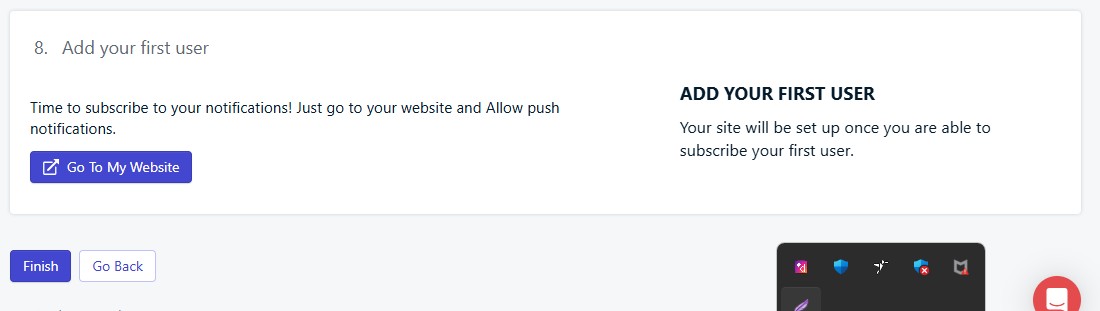 8. Add your first user
Time to subscribe to your notifications! Just go to your website and Allow push
notifications.
Go To My Website
ADD YOUR FIRST USER
Your site will be set up once you are able to
subscribe your first user.
Finish
Go Back